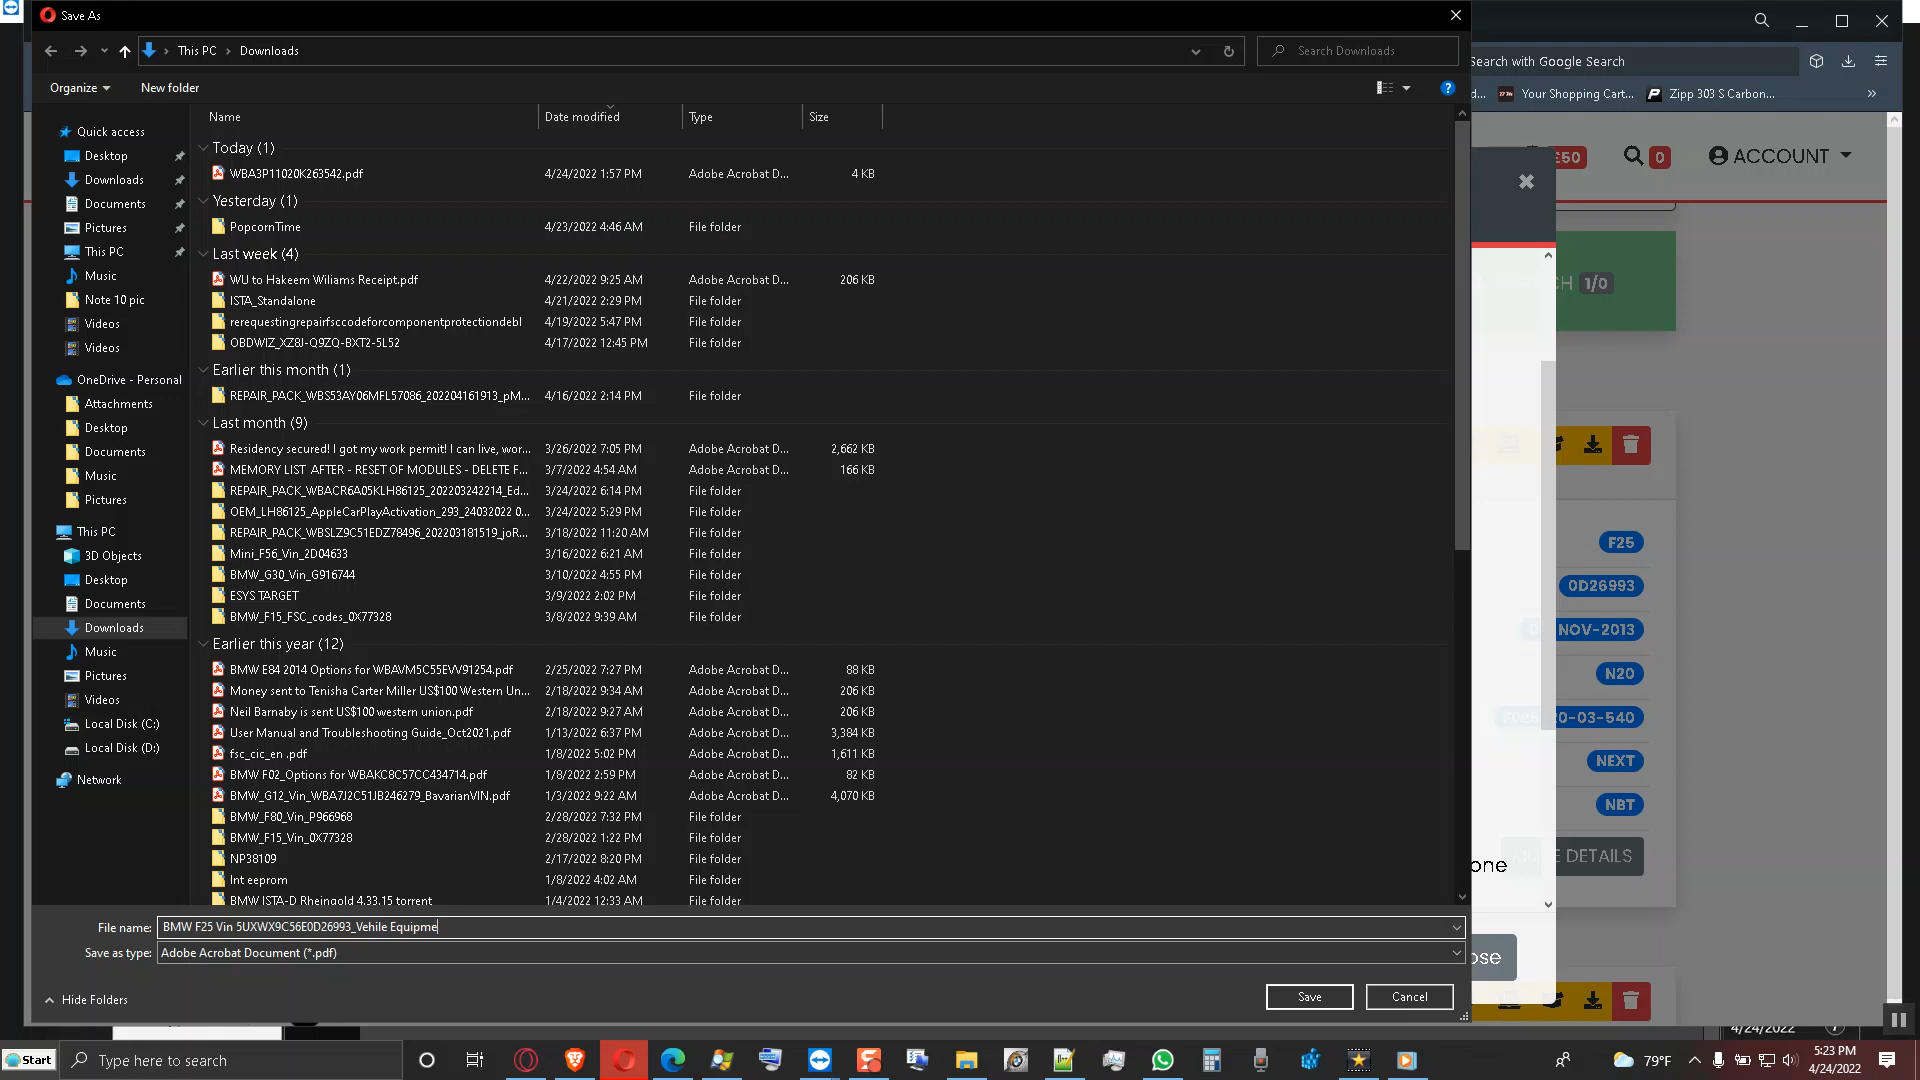 Save As
This PC > Downloads
Search Downloads
Search with Google Search
Organize
New folder
d...
Your Shopping Cart...
Zipp 303 S Carbon...
Name
Date modified
Type
Size
Quick access
Desktop
Downloads
Documents
Pictures
This PC
Music
Note 10 pic
Videos
Videos
OneDrive - Personal
Attachments
Desktop
Documents
Music
Pictures
This PC
3D Objects
Desktop
Documents
Downloads
Music
Pictures
Videos
Local Disk (C:)
Local Disk (D:)
Network
Today (1)
WBA3P11020K263542.pdf 4/24/2022 1:57 PM Adobe Acrobat D... 4 KB
Yesterday (1)
PopcornTime 4/23/2022 4:46 AM File folder
Last week (4)
WU to Hakeem Wiliams Receipt.pdf 4/22/2022 9:25 AM Adobe Acrobat D... 206 KB
ISTA_Standalone 4/21/2022 2:29 PM File folder
rerequestingrepairfsccodeforcomponentprotectiondebl 4/19/2022 5:47 PM File folder
OBDWIZ_XZ8J-Q9ZQ-BXT2-5L52 4/17/2022 12:45 PM File folder
Earlier this month (1)
REPAIR_PACK_WBS53AY06MFL57086_202204161913_pM... 4/16/2022 2:14 PM File folder
Last month (9)
Residency secured! I got my work permit! I can live, wor... 3/26/2022 7:05 PM Adobe Acrobat D... 2,662 KB
MEMORY LIST AFTER - RESET OF MODULES - DELETE F... 3/7/2022 4:54 AM Adobe Acrobat D... 166 KB
REPAIR_PACK_WBACR6A05KLH86125_202203242214_Ed... 3/24/2022 6:14 PM File folder
OEM_LH86125_AppleCarPlayActivation_293_24032022 0... 3/24/2022 5:29 PM File folder
REPAIR_PACK_WBSLZ9C51EDZ78496_202203181519_joR... 3/18/2022 11:20 AM File folder
Mini_F56_Vin_2D04633 3/16/2022 6:21 AM File folder
BMW_G30_Vin_G916744 3/10/2022 4:55 PM File folder
ESYS TARGET 3/9/2022 2:02 PM File folder
BMW_F15_FSC_codes_0X77328 3/8/2022 9:39 AM File folder
Earlier this year (12)
BMW E84 2014 Options for WBAVM5C55EVV91254.pdf 2/25/2022 7:27 PM Adobe Acrobat D... 88 KB
Money sent to Tenisha Carter Miller US$100 Western Un... 2/18/2022 9:34 AM Adobe Acrobat D... 206 KB
Neil Barnaby is sent US$100 western union.pdf 2/18/2022 9:27 AM Adobe Acrobat D... 206 KB
User Manual and Troubleshooting Guide_Oct2021.pdf 1/13/2022 6:37 PM Adobe Acrobat D... 3,384 KB
fsc_cic_en .pdf 1/8/2022 5:02 PM Adobe Acrobat D... 1,611 KB
BMW F02_Options for WBAKC8C57CC434714.pdf 1/8/2022 2:59 PM Adobe Acrobat D... 82 KB
BMW_G12_Vin_WBA7J2C51JB246279_BavarianVIN.pdf 1/3/2022 9:22 AM Adobe Acrobat D... 4,070 KB
BMW_F80_Vin_P966968 2/28/2022 7:32 PM File folder
BMW_F15_Vin_0X77328 2/28/2022 1:22 PM File folder
NP38109 2/17/2022 8:20 PM File folder
Int eeprom 1/8/2022 4:02 AM File folder
BMW ISTA-D Rheingold 4.33.15 torrent 1/4/2022 12:33 AM File folder
File name: BMW F25 Vin 5UXWX9C56E0D26993_Vehile Equipme
Save as type: Adobe Acrobat Document (*.pdf)
Hide Folders
Save
Cancel
£50
0
ACCOUNT
CH 1/0
F25
0D26993
NOV-2013
N20
20-03-540
NEXT
NBT
E DETAILS
one
ose
4/24/2022
Start
Type here to search
79°F
5:23 PM
4/24/2022